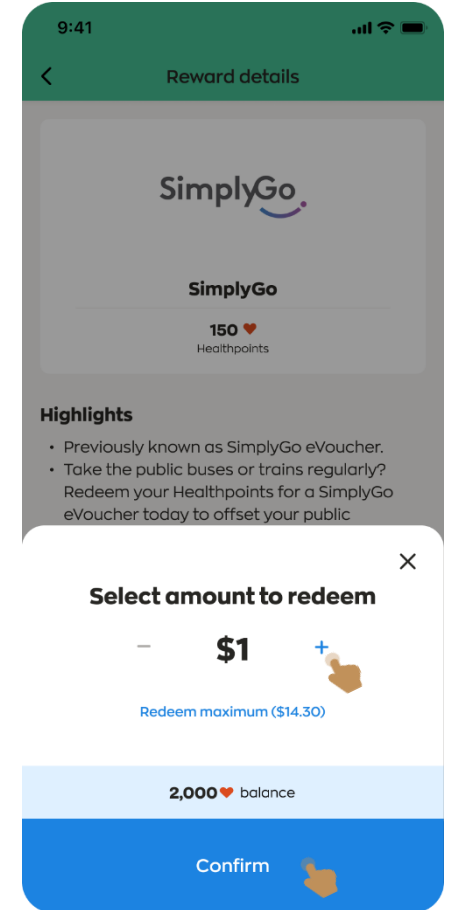 9:41
Reward details
SimplyGo
SimplyGo
150
Healthpoints
Highlights
• Previously known as SimplyGo eVoucher.
• Take the public buses or trains regularly?
Redeem your Healthpoints for a SimplyGo
eVoucher today to offset your public
Select amount to redeem
− $1 +
Redeem maximum ($14.30)
2,000 balance
Confirm